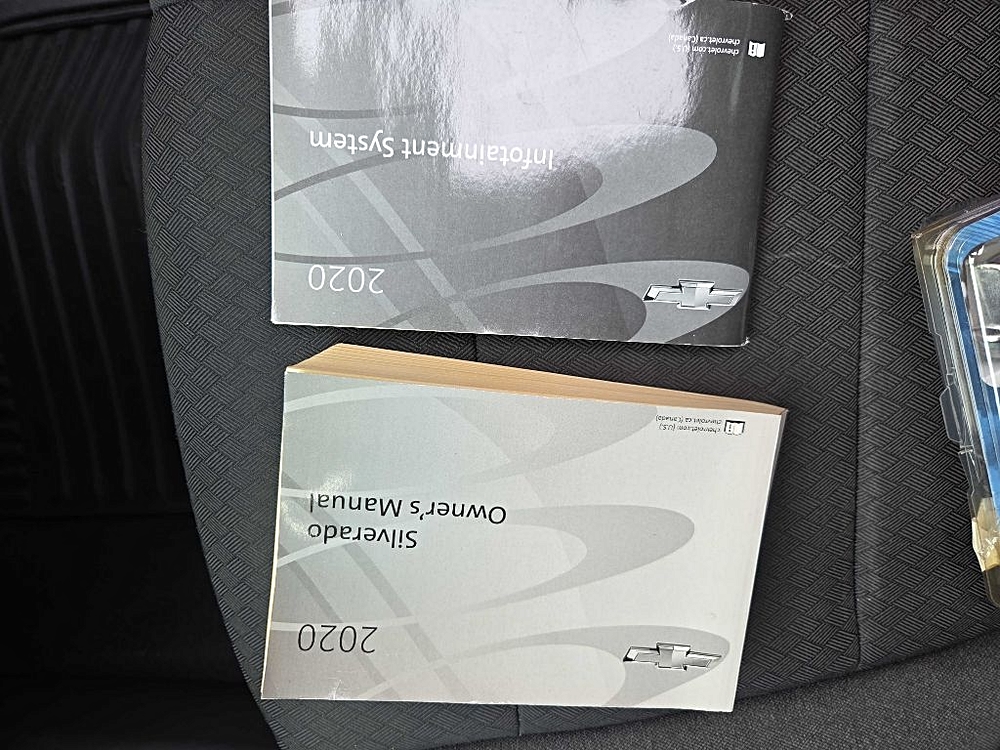 2020
Silverado
Owner's Manual
chevrolet.com (U.S.)
chevrolet.ca (Canada)
2020
Infotainment System
chevrolet.com (U.S.)
chevrolet.ca (Canada)